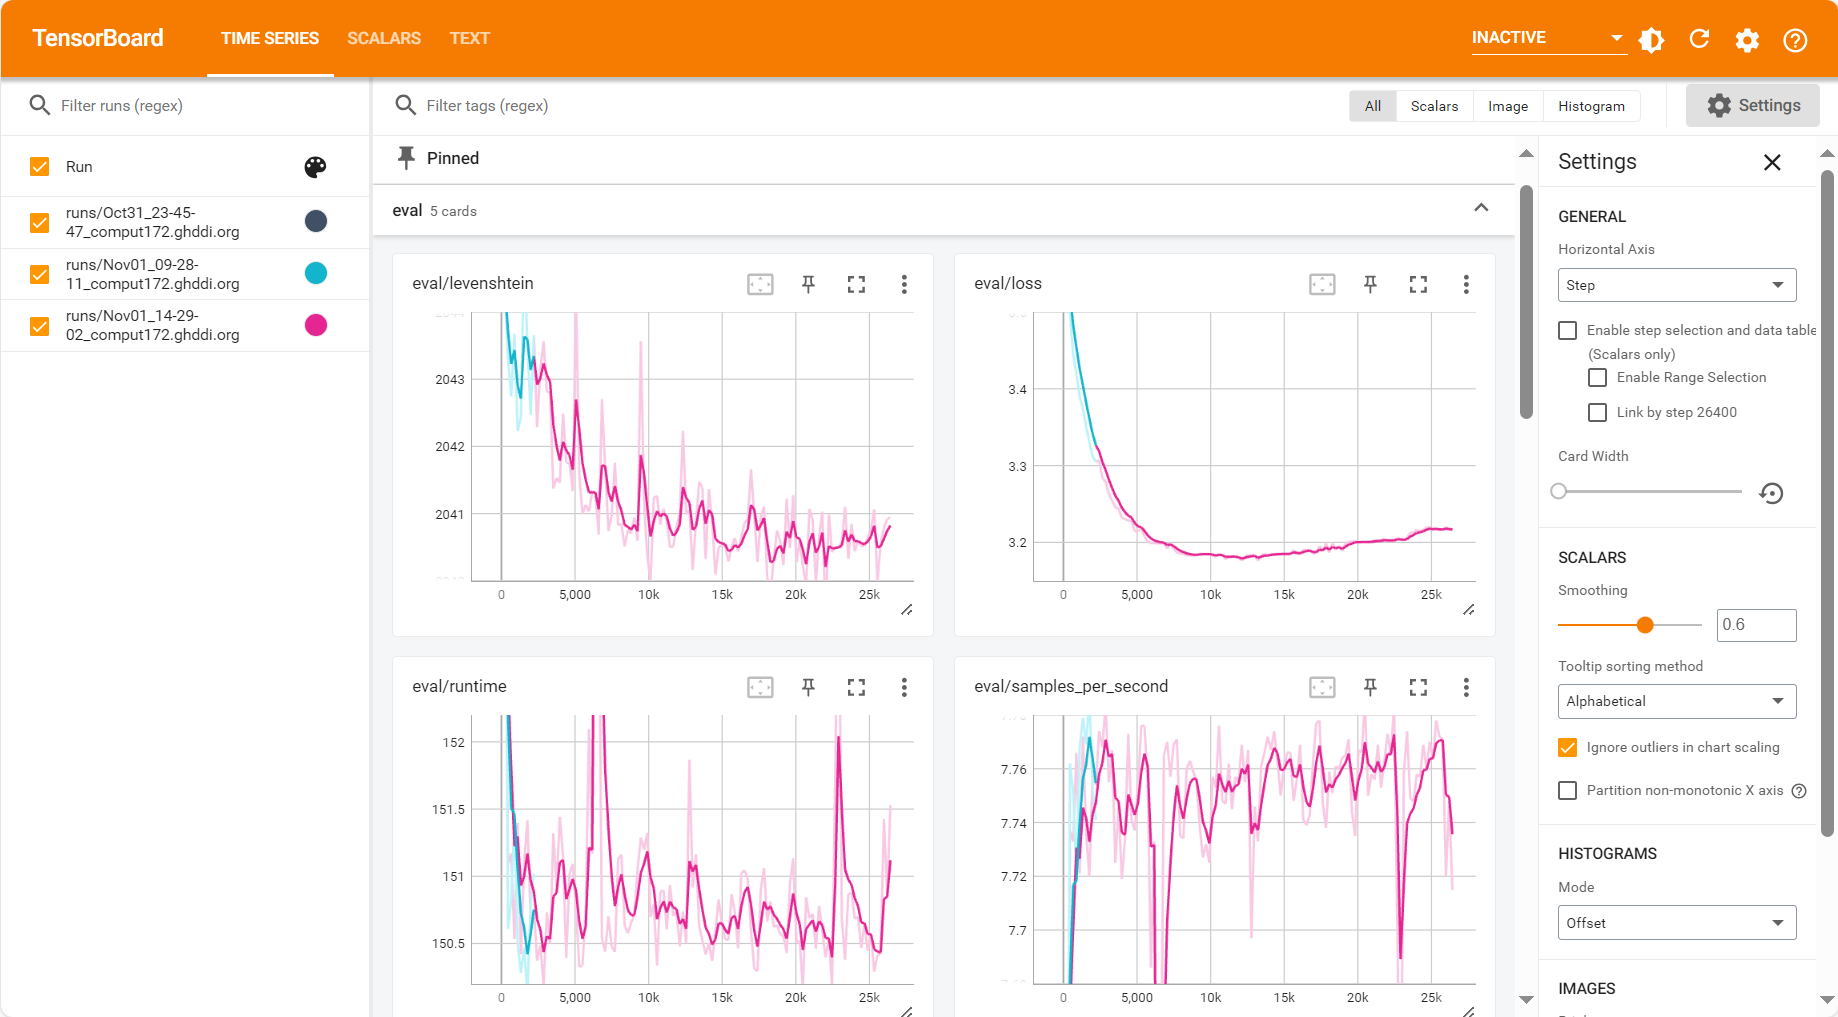 TensorBoard
TIME SERIES
SCALARS
TEXT
INACTIVE
Filter runs (regex)
Run
runs/Oct31_23-45-
47_comput172.ghddi.org
runs/Nov01_09-28-
11_comput172.ghddi.org
runs/Nov01_14-29-
02_comput172.ghddi.org
Filter tags (regex)
All
Scalars
Image
Histogram
Settings
Pinned
eval 5 cards
eval/levenshtein
2043
2042
2041
0
5,000
10k
15k
20k
25k
eval/loss
3.4
3.3
3.2
0
5,000
10k
15k
20k
25k
eval/runtime
152
151.5
151
150.5
0
5,000
10k
15k
20k
25k
eval/samples_per_second
7.76
7.74
7.72
7.7
0
5,000
10k
15k
20k
25k
Settings
GENERAL
Horizontal Axis
Step
Enable step selection and data table
(Scalars only)
Enable Range Selection
Link by step 26400
Card Width
SCALARS
Smoothing
0.6
Tooltip sorting method
Alphabetical
Ignore outliers in chart scaling
Partition non-monotonic X axis
HISTOGRAMS
Mode
Offset
IMAGES